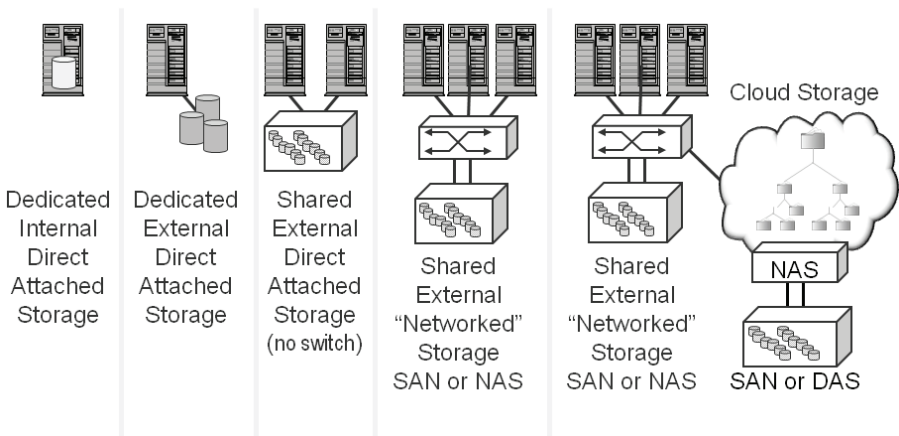 Dedicated
Internal
Direct
Attached
Storage
Dedicated
External
Direct
Attached
Storage
Shared
External
Direct
Attached
Storage
(no switch)
Shared
External
“Networked”
Storage
SAN or NAS
Shared
External
“Networked”
Storage
SAN or NAS
Cloud Storage
NAS
SAN or DAS